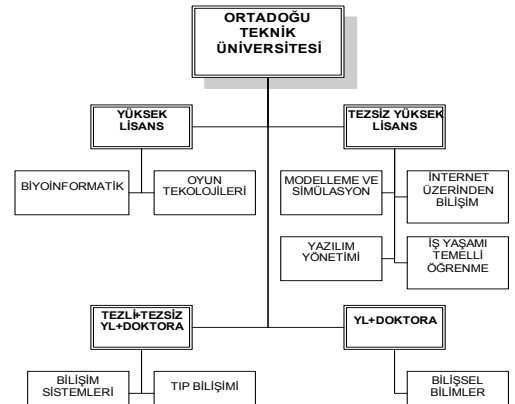 ORTADOĞU
TEKNİK
ÜNİVERSİTESİ
YÜKSEK
LİSANS
TEZSİZ YÜKSEK
LİSANS
BİYOİNFORMATİK
OYUN
TEKOLOJİLERİ
MODELLEME VE
SİMÜLASYON
İNTERNET
ÜZERİNDEN
BİLİŞİM
YAZILIM
YÖNETİMİ
İŞ YAŞAMI
TEMELLİ
ÖĞRENME
TEZLİ+TEZSİZ
YL+DOKTORA
YL+DOKTORA
BİLİŞİM
SİSTEMLERİ
TIP BİLİŞİMİ
BİLİŞSEL
BİLİMLER